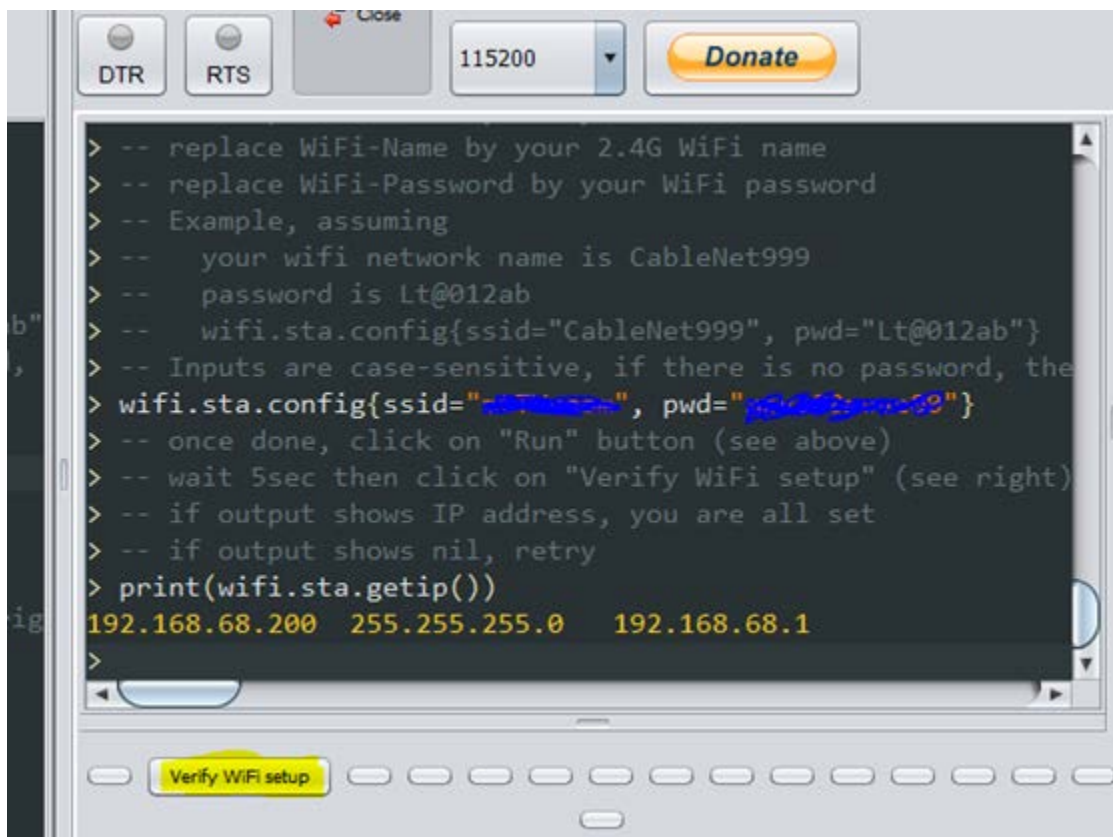 Close
DTR
RTS
115200
Donate
> -- replace WiFi-Name by your 2.4G WiFi name
> -- replace WiFi-Password by your WiFi password
> -- Example, assuming
> --   your wifi network name is CableNet999
> --   password is Lt@012ab
> --   wifi.sta.config{ssid="CableNet999", pwd="Lt@012ab"}
> -- Inputs are case-sensitive, if there is no password, the
> wifi.sta.config{ssid="", pwd=""}
> -- once done, click on "Run" button (see above)
> -- wait 5sec then click on "Verify WiFi setup" (see right)
> -- if output shows IP address, you are all set
> -- if output shows nil, retry
> print(wifi.sta.getip())
192.168.68.200  255.255.255.0   192.168.68.1
>
b"
,
ig
Verify WiFi setup